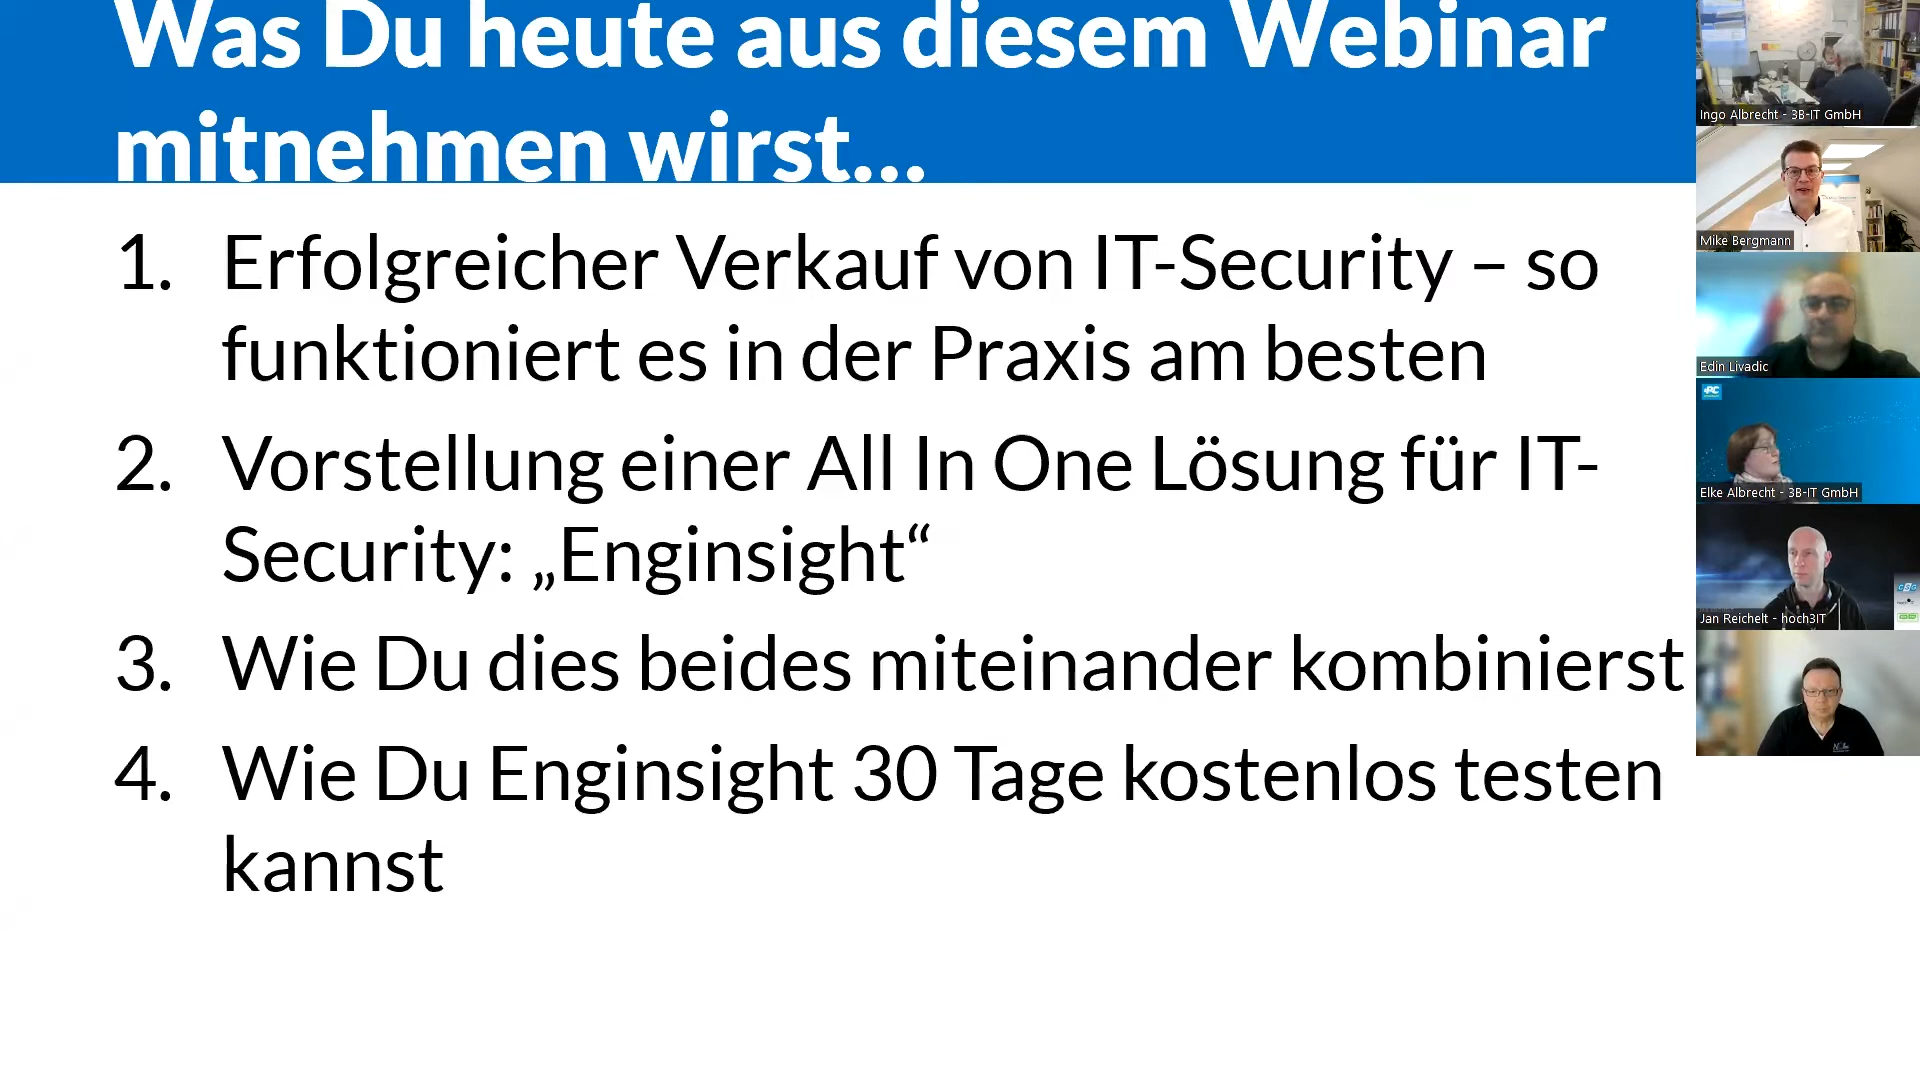 Was Du heute aus diesem Webinar
mitnehmen wirst...
1. Erfolgreicher Verkauf von IT-Security – so
funktioniert es in der Praxis am besten
2. Vorstellung einer All In One Lösung für IT-
Security: „Enginsight“
3. Wie Du dies beides miteinander kombinierst
4. Wie Du Enginsight 30 Tage kostenlos testen
kannst
Ingo Albrecht - 3B-IT GmbH
Mike Bergmann
Edin Livadic
Elke Albrecht - 3B-IT GmbH
Jan Reichelt - hoch3IT